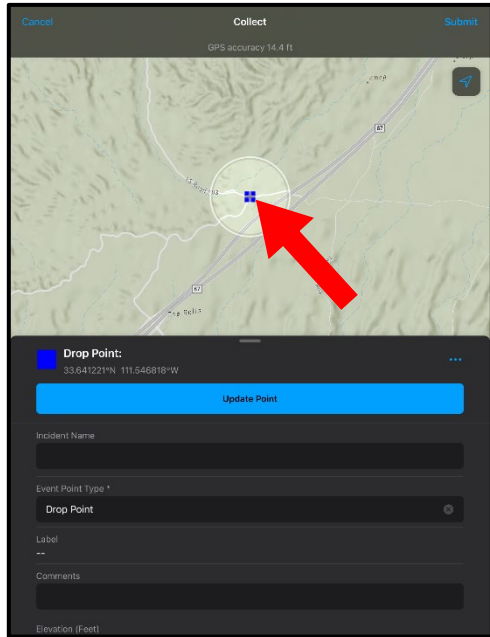 Cancel Collect Submit
GPS accuracy 14.4 ft
87
87
Drop Point:
33.641221°N 111.546818°W
Update Point
Incident Name
Event Point Type *
Drop Point
Label
--
Comments
Elevation (Feet)